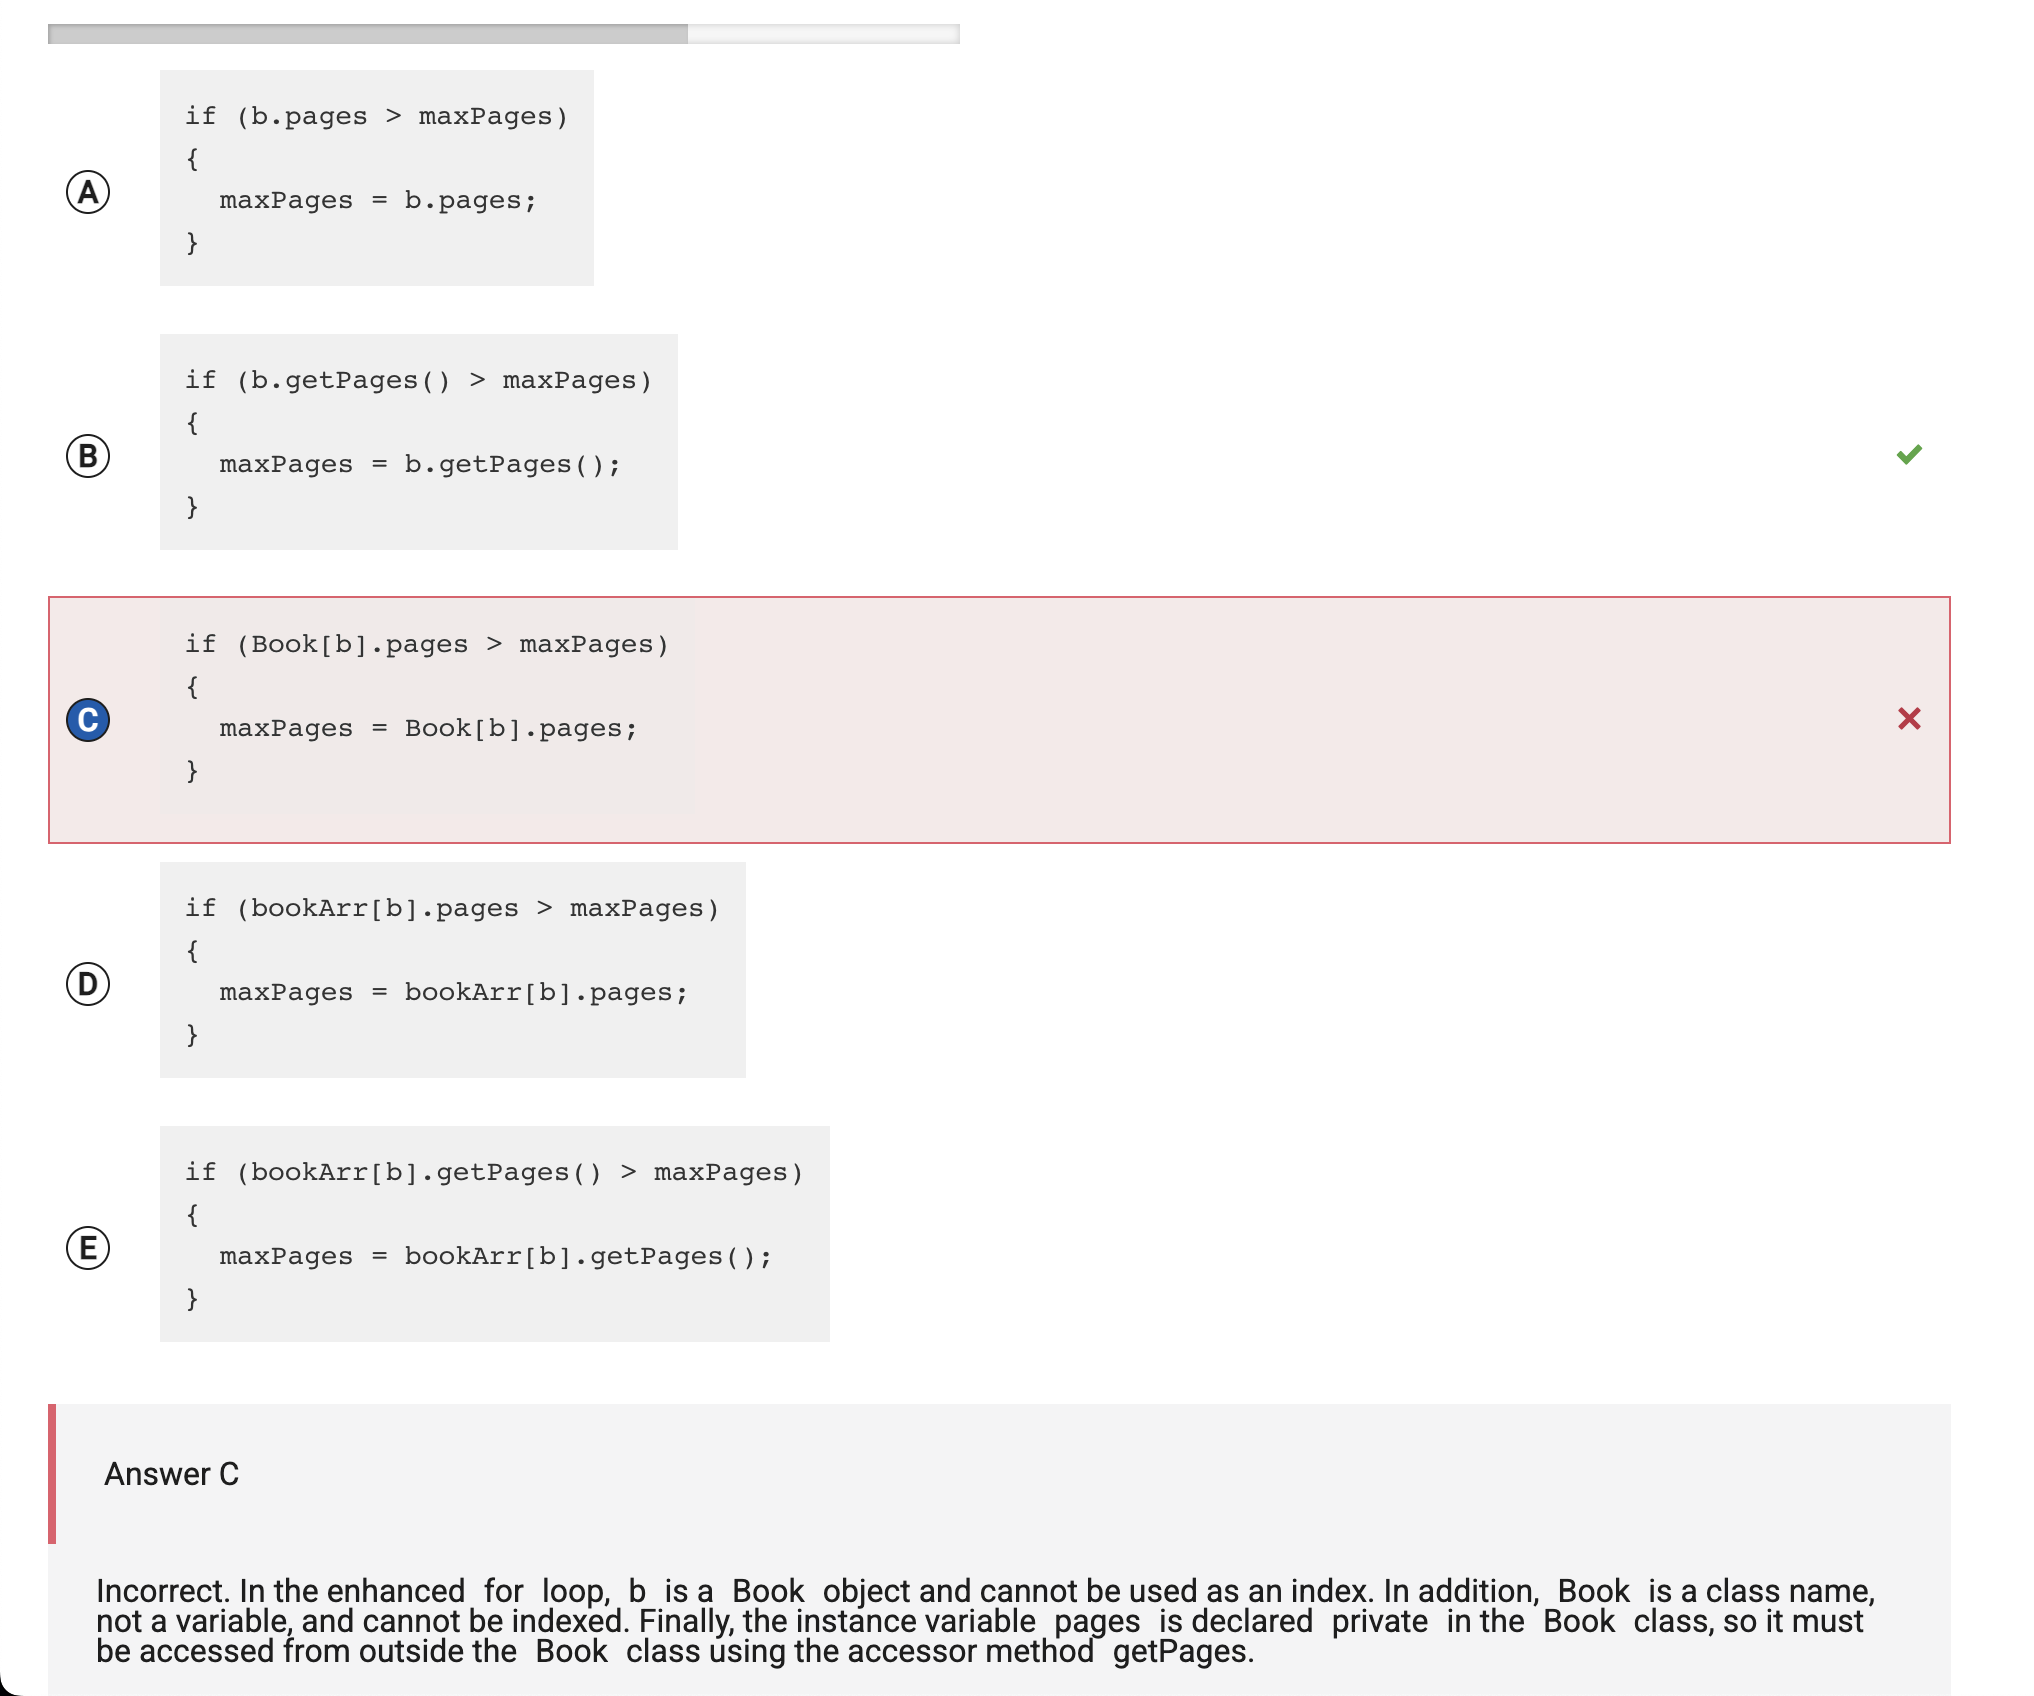 if (b.pages > maxPages)
{
maxPages = b.pages;
}
A
if (b.getPages() > maxPages)
{
maxPages = b.getPages();
}
B
if (Book[b].pages > maxPages)
{
maxPages = Book[b].pages;
}
C
if (bookArr[b].pages > maxPages)
{
maxPages = bookArr[b].pages;
}
D
if (bookArr[b].getPages() > maxPages)
{
maxPages = bookArr[b].getPages();
}
E
Answer C
Incorrect. In the enhanced for loop, b is a Book object and cannot be used as an index. In addition, Book is a class name,
not a variable, and cannot be indexed. Finally, the instance variable pages is declared private in the Book class, so it must
be accessed from outside the Book class using the accessor method getPages.